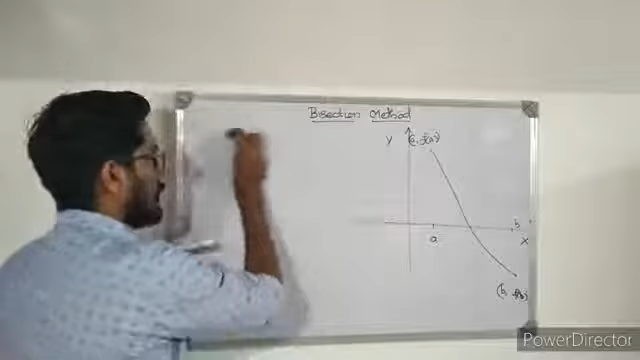 Bisection Method
Y (a, f(a))
b
a X
(b, f(b))
PowerDirector